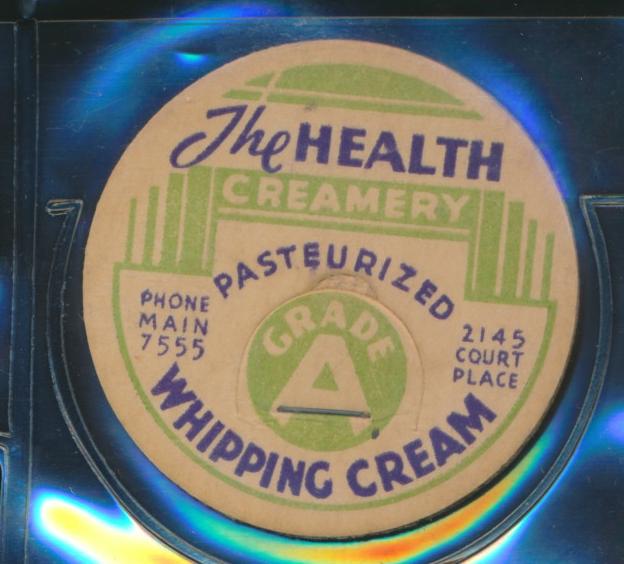 The HEALTH
CREAMERY
PASTEURIZED
PHONE
MAIN
7555
GRADE
A
2145
COURT
PLACE
WHIPPING CREAM